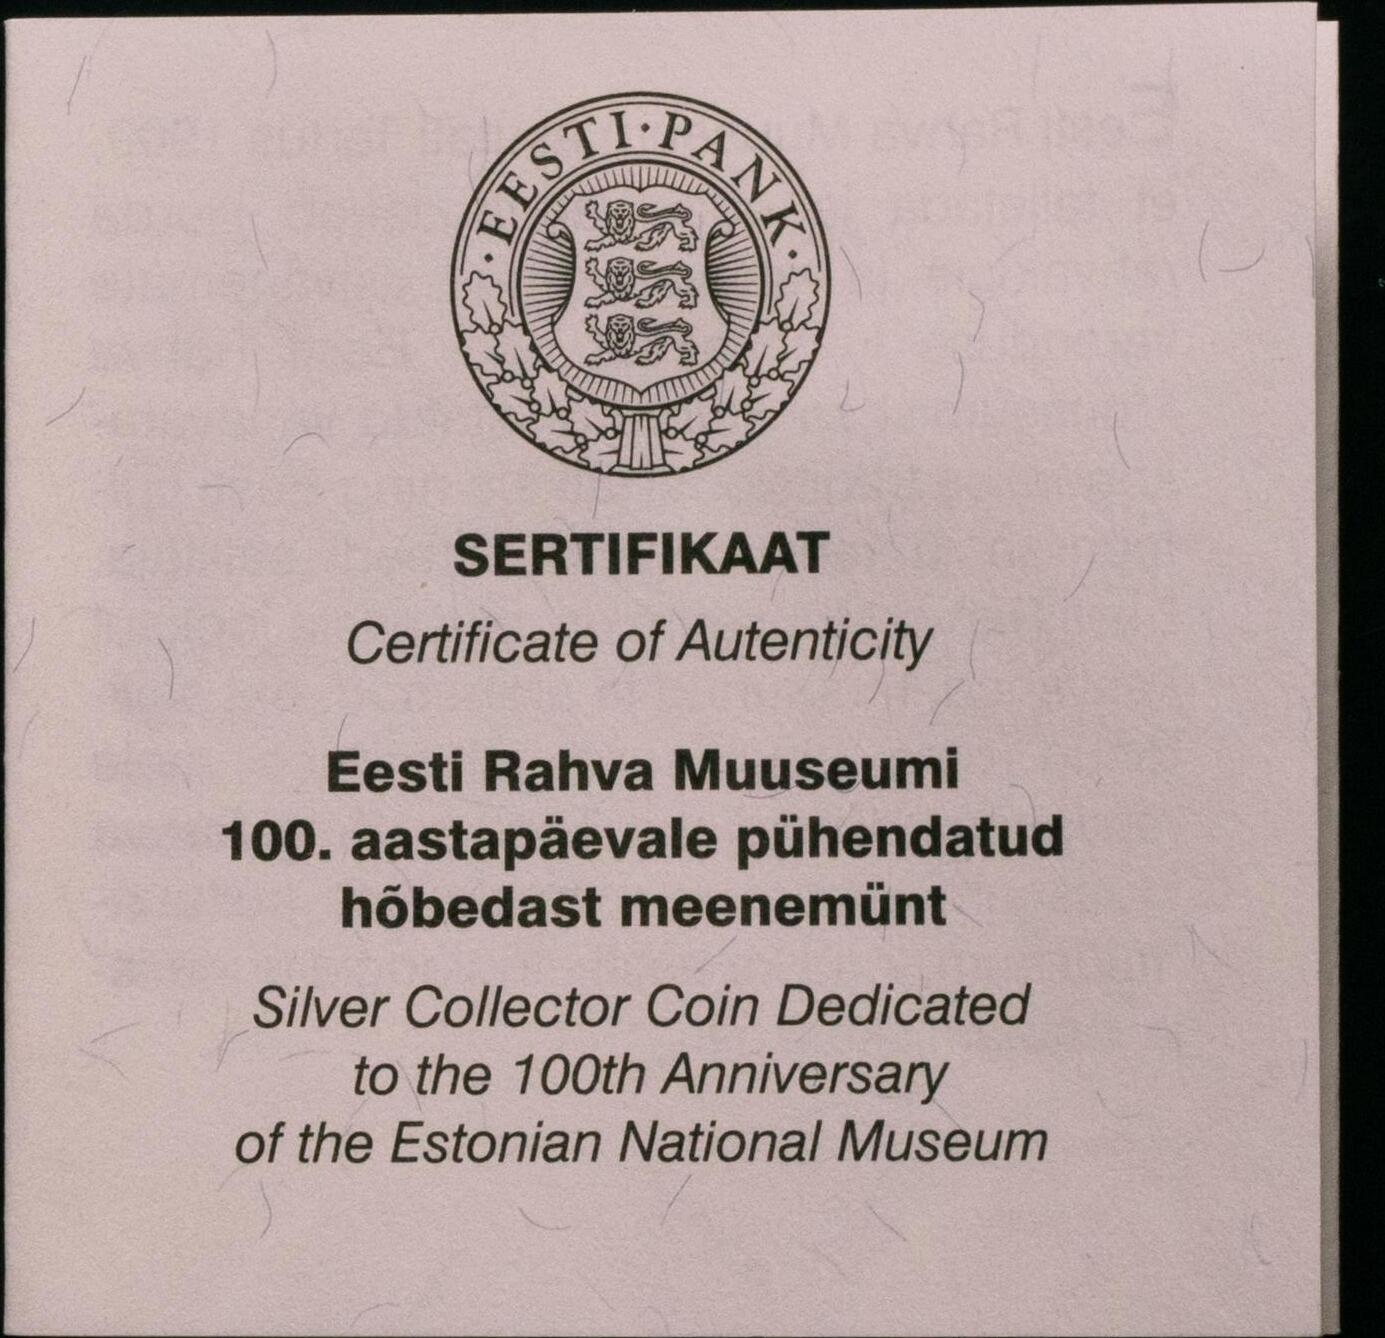 ·EESTI·PANK·
SERTIFIKAAT
Certificate of Autenticity
Eesti Rahva Muuseumi
100. aastapäevale pühendatud
hõbedast meenemünt
Silver Collector Coin Dedicated
to the 100th Anniversary
of the Estonian National Museum